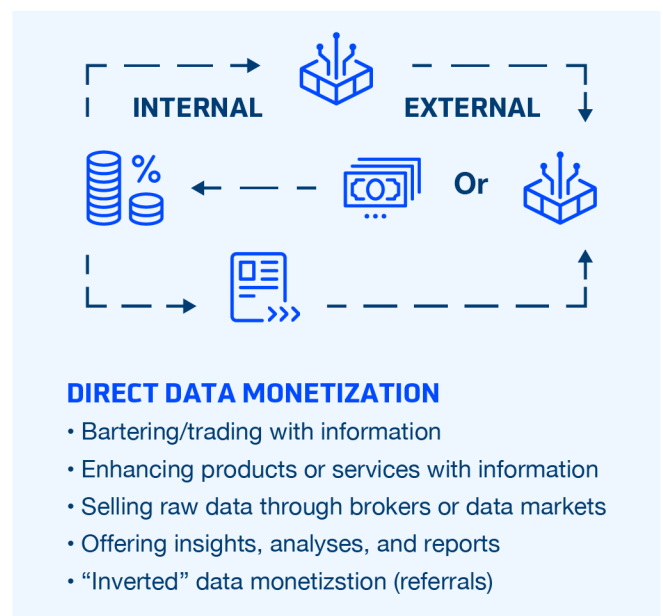 INTERNAL
EXTERNAL
%
Or
DIRECT DATA MONETIZATION
• Bartering/trading with information
• Enhancing products or services with information
• Selling raw data through brokers or data markets
• Offering insights, analyses, and reports
• “Inverted” data monetizstion (referrals)